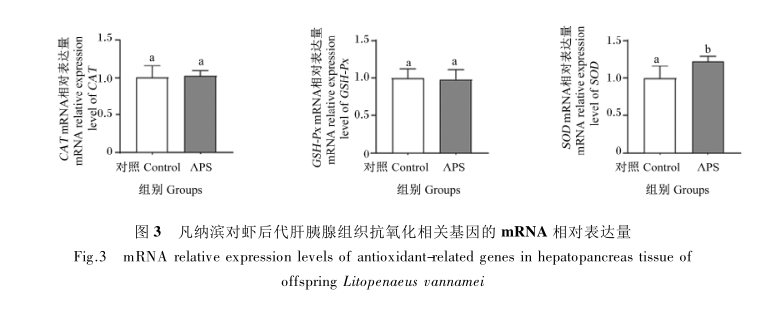 CAT mRNA相对表达量
mRNA relative expression
level of CAT
1.5
1.0
0.5
0
a
a
对照 Control
APS
组别 Groups
GSH-Px mRNA相对表达量
mRNA relative expression
level of GSH-Px
1.5
1.0
0.5
0
a
a
对照 Control
APS
组别 Groups
SOD mRNA相对表达量
mRNA relative expression
level of SOD
1.5
1.0
0.5
0
a
b
对照 Control
APS
组别 Groups
图 3 凡纳滨对虾后代肝胰腺组织抗氧化相关基因的 mRNA 相对表达量
Fig.3 mRNA relative expression levels of antioxidant-related genes in hepatopancreas tissue of
offspring Litopenaeus vannamei